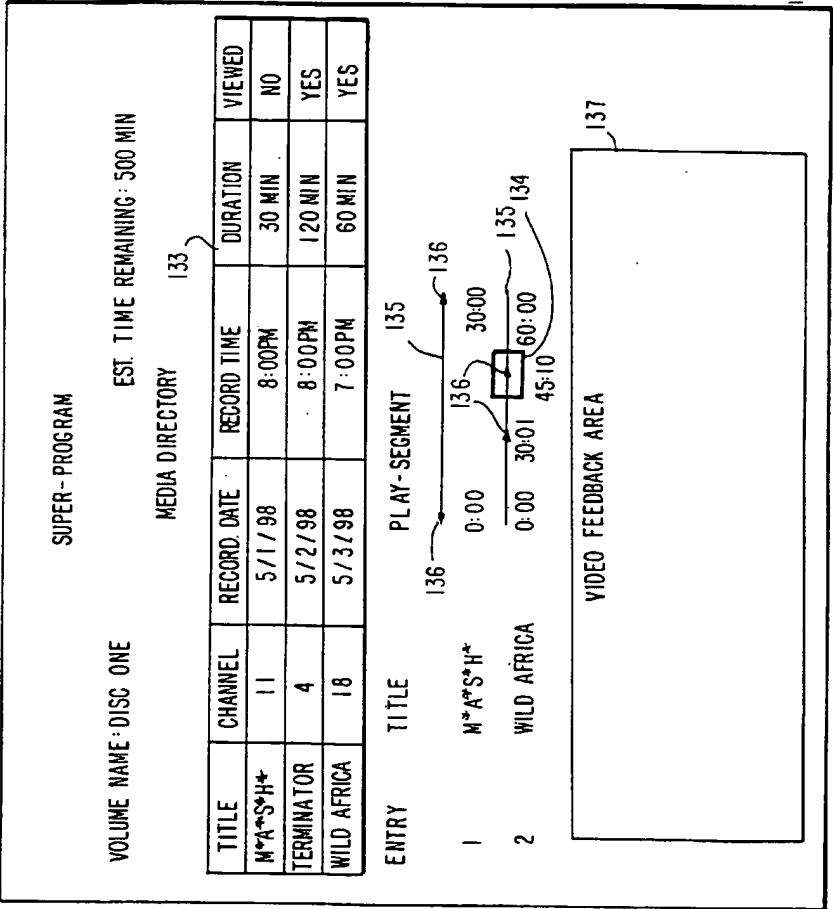 SUPER-PROGRAM
VOLUME NAME: DISC ONE EST. TIME REMAINING: 500 MIN
MEDIA DIRECTORY
133
TITLE CHANNEL RECORD. DATE RECORD TIME DURATION VIEWED
M*A*S*H* 11 5/1/98 8:00PM 30 MIN NO
TERMINATOR 4 5/2/98 8:00PM 120 MIN YES
WILD AFRICA 18 5/3/98 7:00PM 60 MIN YES
ENTRY TITLE PLAY-SEGMENT
135
136 136
1 M*A*S*H* 0:00 30:00
136 135 134
2 WILD AFRICA 0:00 30:01 45:10 60:00
VIDEO FEEDBACK AREA
137